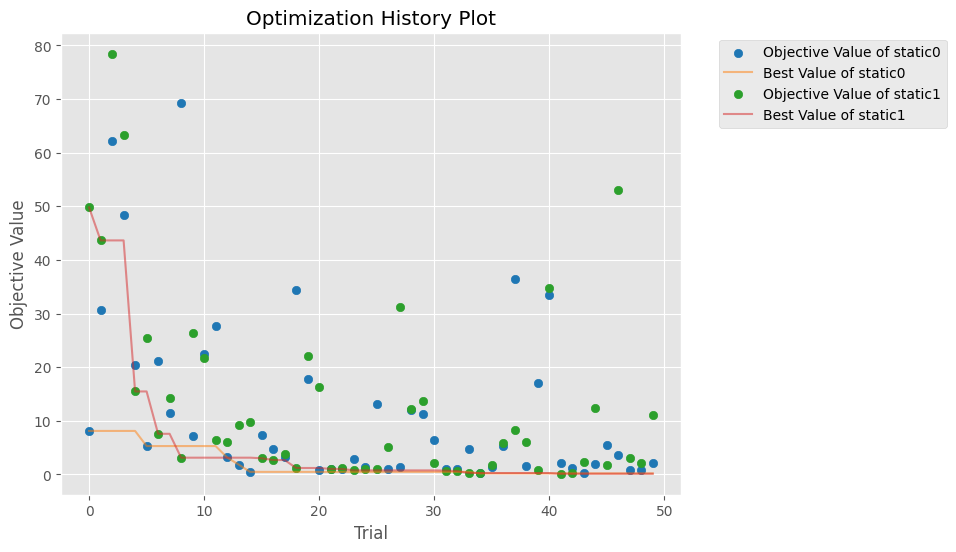 Optimization History Plot
80
70
60
50
40
30
20
10
0
Objective Value
0
10
20
30
40
50
Trial
Objective Value of static0
Best Value of static0
Objective Value of static1
Best Value of static1